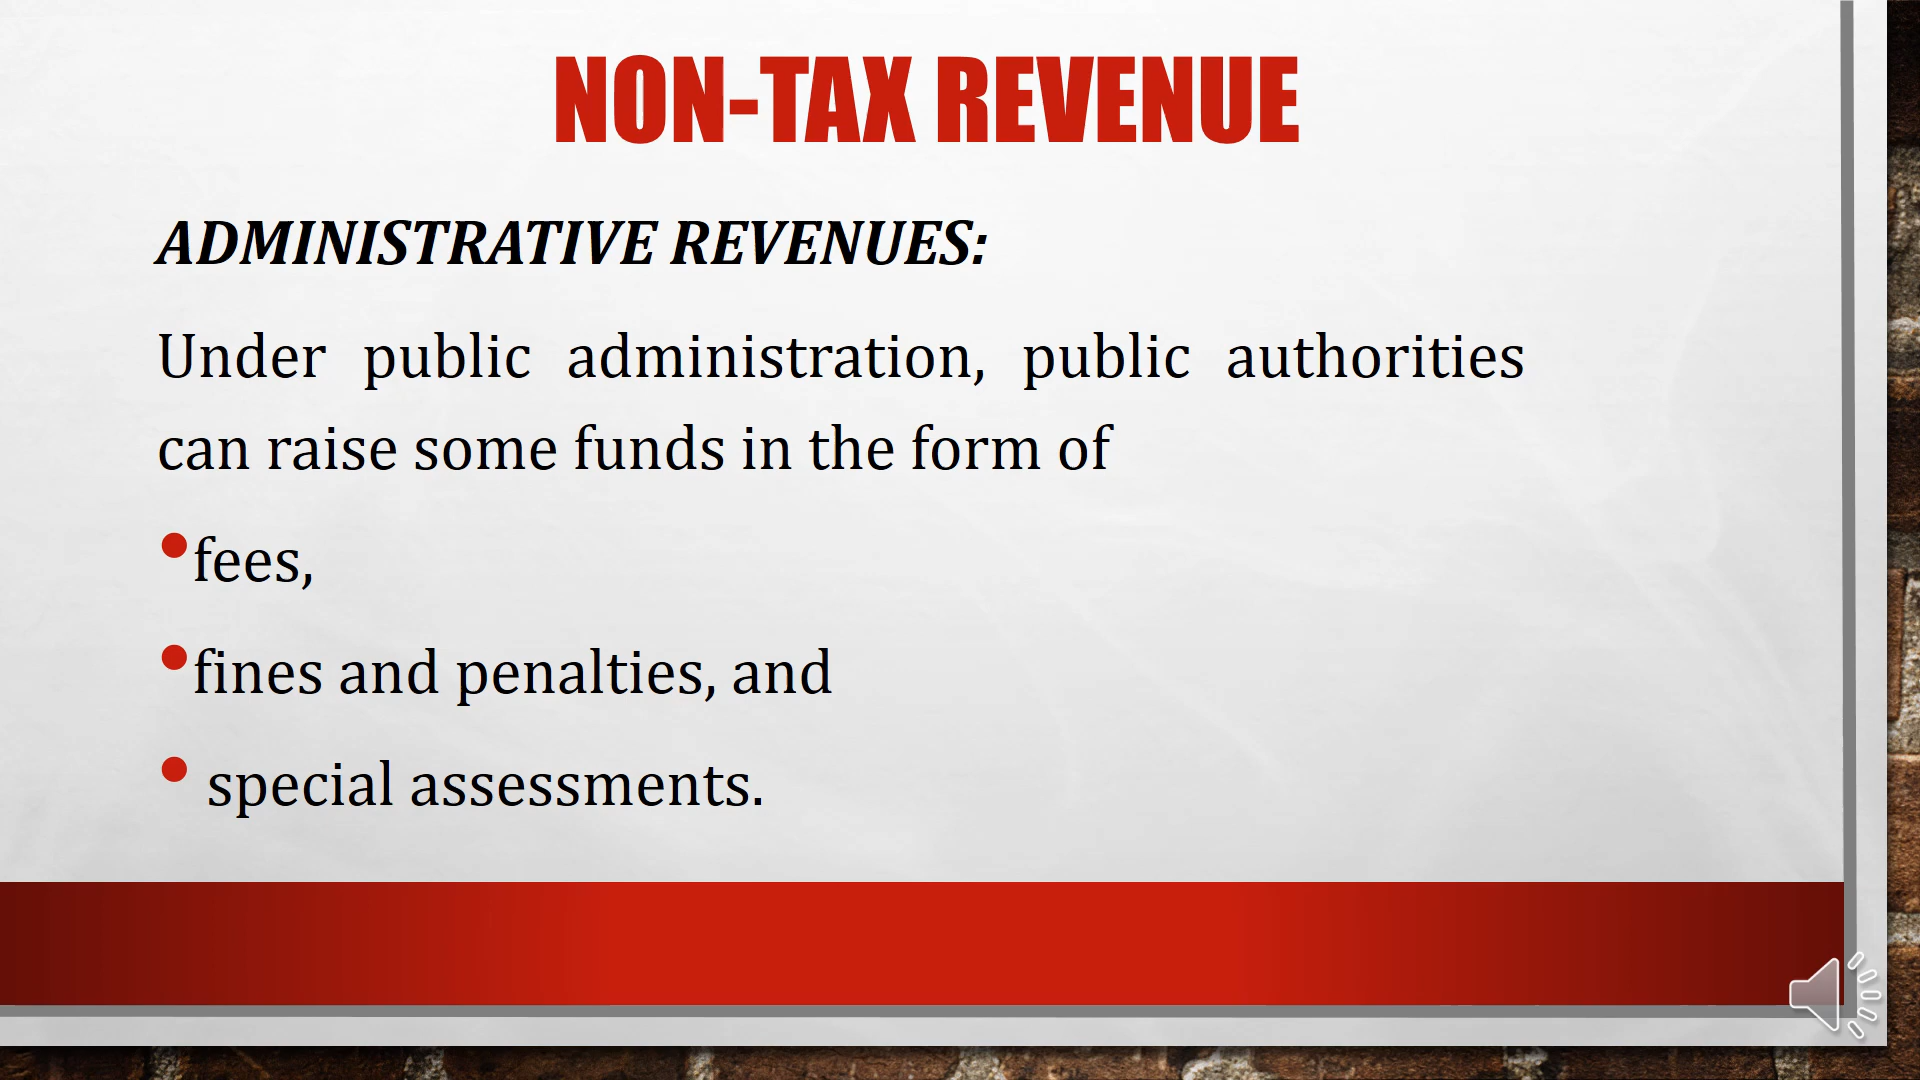 NON-TAX REVENUE
ADMINISTRATIVE REVENUES:
Under public administration, public authorities
can raise some funds in the form of
•fees,
•fines and penalties, and
• special assessments.